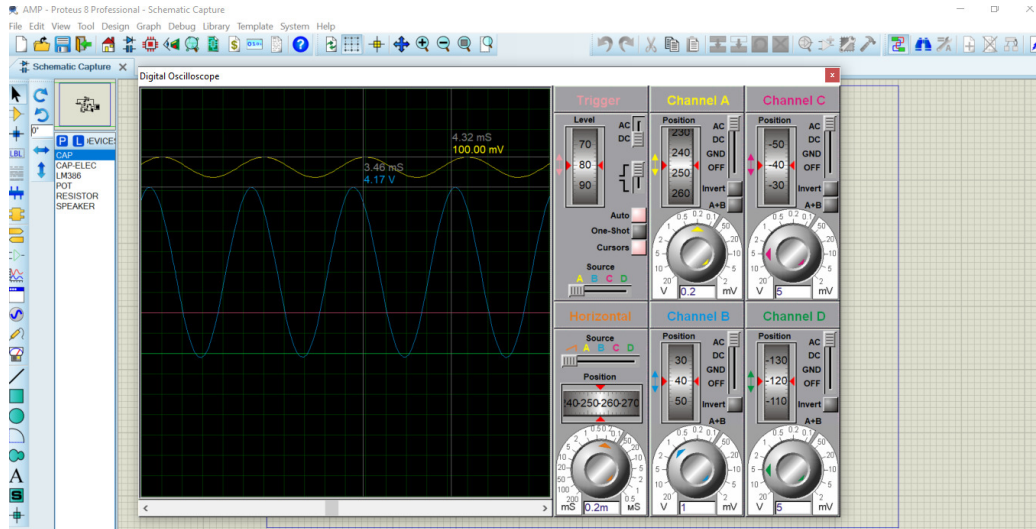 AMP - Proteus 8 Professional - Schematic Capture
File Edit View Tool Design Graph Debug Library Template System Help
Schematic Capture
Digital Oscilloscope
0°
P L DEVICES
LBL
CAP
CAP-ELEC
LM386
POT
RESISTOR
SPEAKER
A
S
4.32 mS
100.00 mV
3.46 mS
4.17 V
Trigger
Level
AC
DC
70
80
90
Auto
One-Shot
Cursors
Source
A B C D
Channel A
Position
230
240
250
260
AC
DC
GND
OFF
Invert
A+B
V 0.2 mV
Channel C
Position
-50
-40
-30
AC
DC
GND
OFF
Invert
A+B
V 5 mV
Horizontal
Source
A B C D
Position
40-250-260-270
mS 0.2m µS
Channel B
Position
30
40
50
AC
DC
GND
OFF
Invert
A+B
V 1 mV
Channel D
Position
-130
-120
-110
AC
DC
GND
OFF
Invert
A+B
V 5 mV